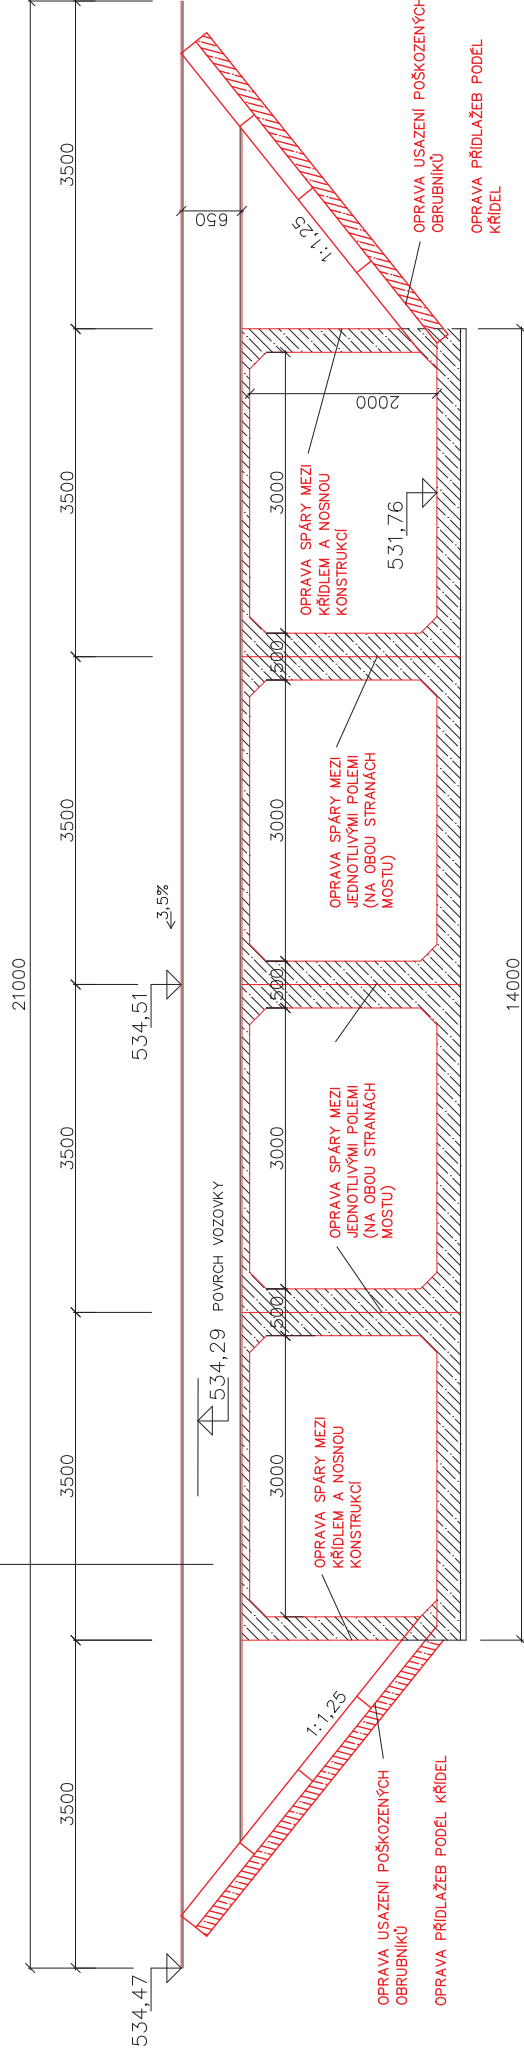 21000
3500
3500
3500
3500
3500
3500
534,47
534,51
3,5%
534,29
POVRCH VOZOVKY
650
1:1,25
1:1,25
3000
500
3000
500
3000
500
3000
2000
531,76
OPRAVA SPÁRY MEZI
KŘÍDLEM A NOSNOU
KONSTRUKCÍ
OPRAVA SPÁRY MEZI
JEDNOTLIVÝMI POLEMI
(NA OBOU STRANÁCH
MOSTU)
OPRAVA SPÁRY MEZI
JEDNOTLIVÝMI POLEMI
(NA OBOU STRANÁCH
MOSTU)
OPRAVA SPÁRY MEZI
KŘÍDLEM A NOSNOU
KONSTRUKCÍ
OPRAVA USAZENÍ POŠKOZENÝCH
OBRUBNÍKŮ
OPRAVA PŘÍDLAŽEB PODÉL KŘÍDEL
OPRAVA USAZENÍ POŠKOZENÝCH
OBRUBNÍKŮ
OPRAVA PŘÍDLAŽEB PODÉL
KŘÍDEL
14000